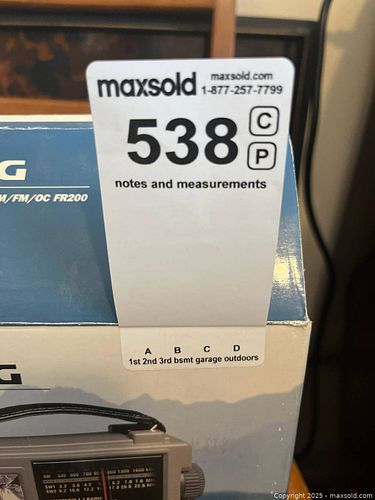 maxsold
maxsold.com
1-877-257-7799
538
C
P
notes and measurements
G
M/FM/OC FR200
A B C D
1st 2nd 3rd bsmt garage outdoors
G
Copyright 2025 - maxsold.com